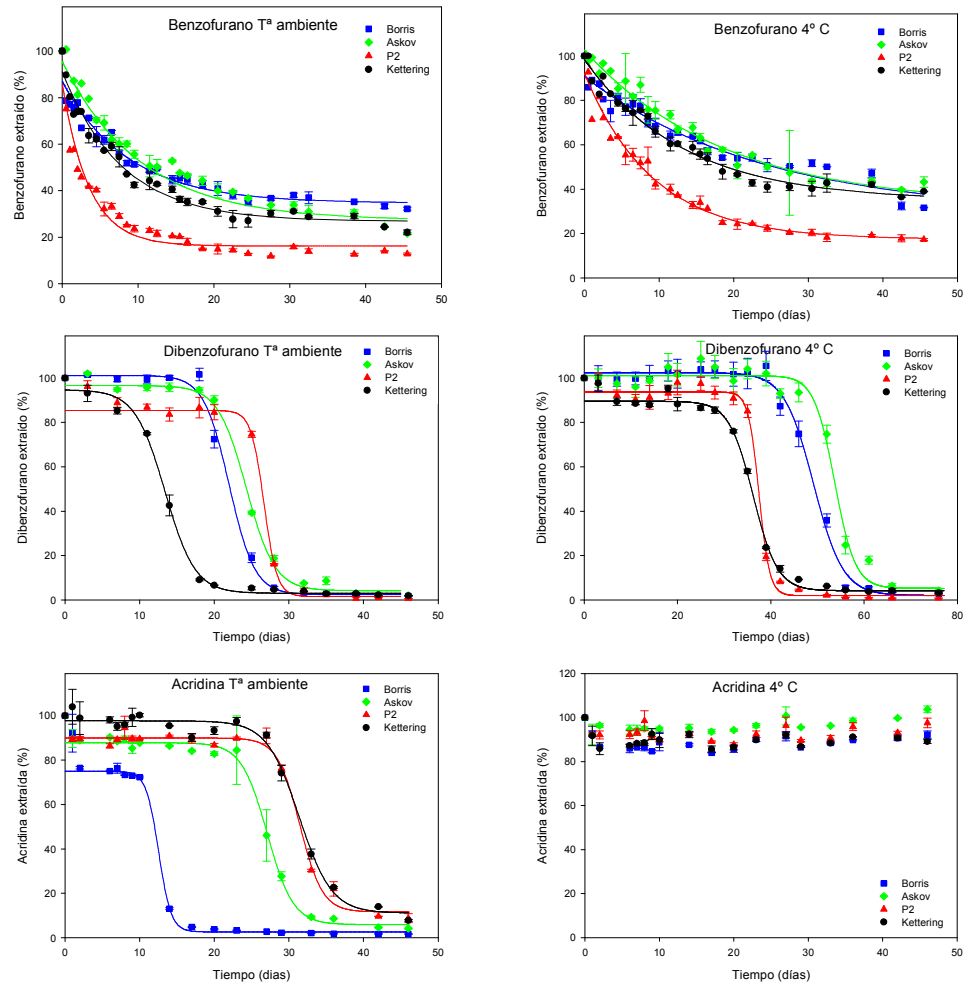 Benzofurano Tª ambiente
Borris
Askov
P2
Kettering
Benzofurano extraído (%)
100
80
60
40
20
0
0 10 20 30 40 50
Tiempo (días)
Benzofurano 4º C
Borris
Askov
P2
Kettering
Benzofurano extraído (%)
100
80
60
40
20
0
0 10 20 30 40 50
Tiempo (días)
Dibenzofurano Tª ambiente
Borris
Askov
P2
Kettering
Dibenzofurano extraído (%)
100
80
60
40
20
0
0 10 20 30 40 50
Tiempo (dias)
Dibenzofurano 4º C
Borris
Askov
P2
Kettering
Dibenzofurano extraído (%)
100
80
60
40
20
0
0 20 40 60 80
Tiempo (dias)
Acridina Tª ambiente
Borris
Askov
P2
Kettering
Acridina extraída (%)
100
80
60
40
20
0
0 10 20 30 40 50
Tiempo (dias)
Acridina 4º C
Borris
Askov
P2
Kettering
Acridina extraída (%)
120
100
80
60
40
20
0
0 10 20 30 40 50
Tiempo (días)